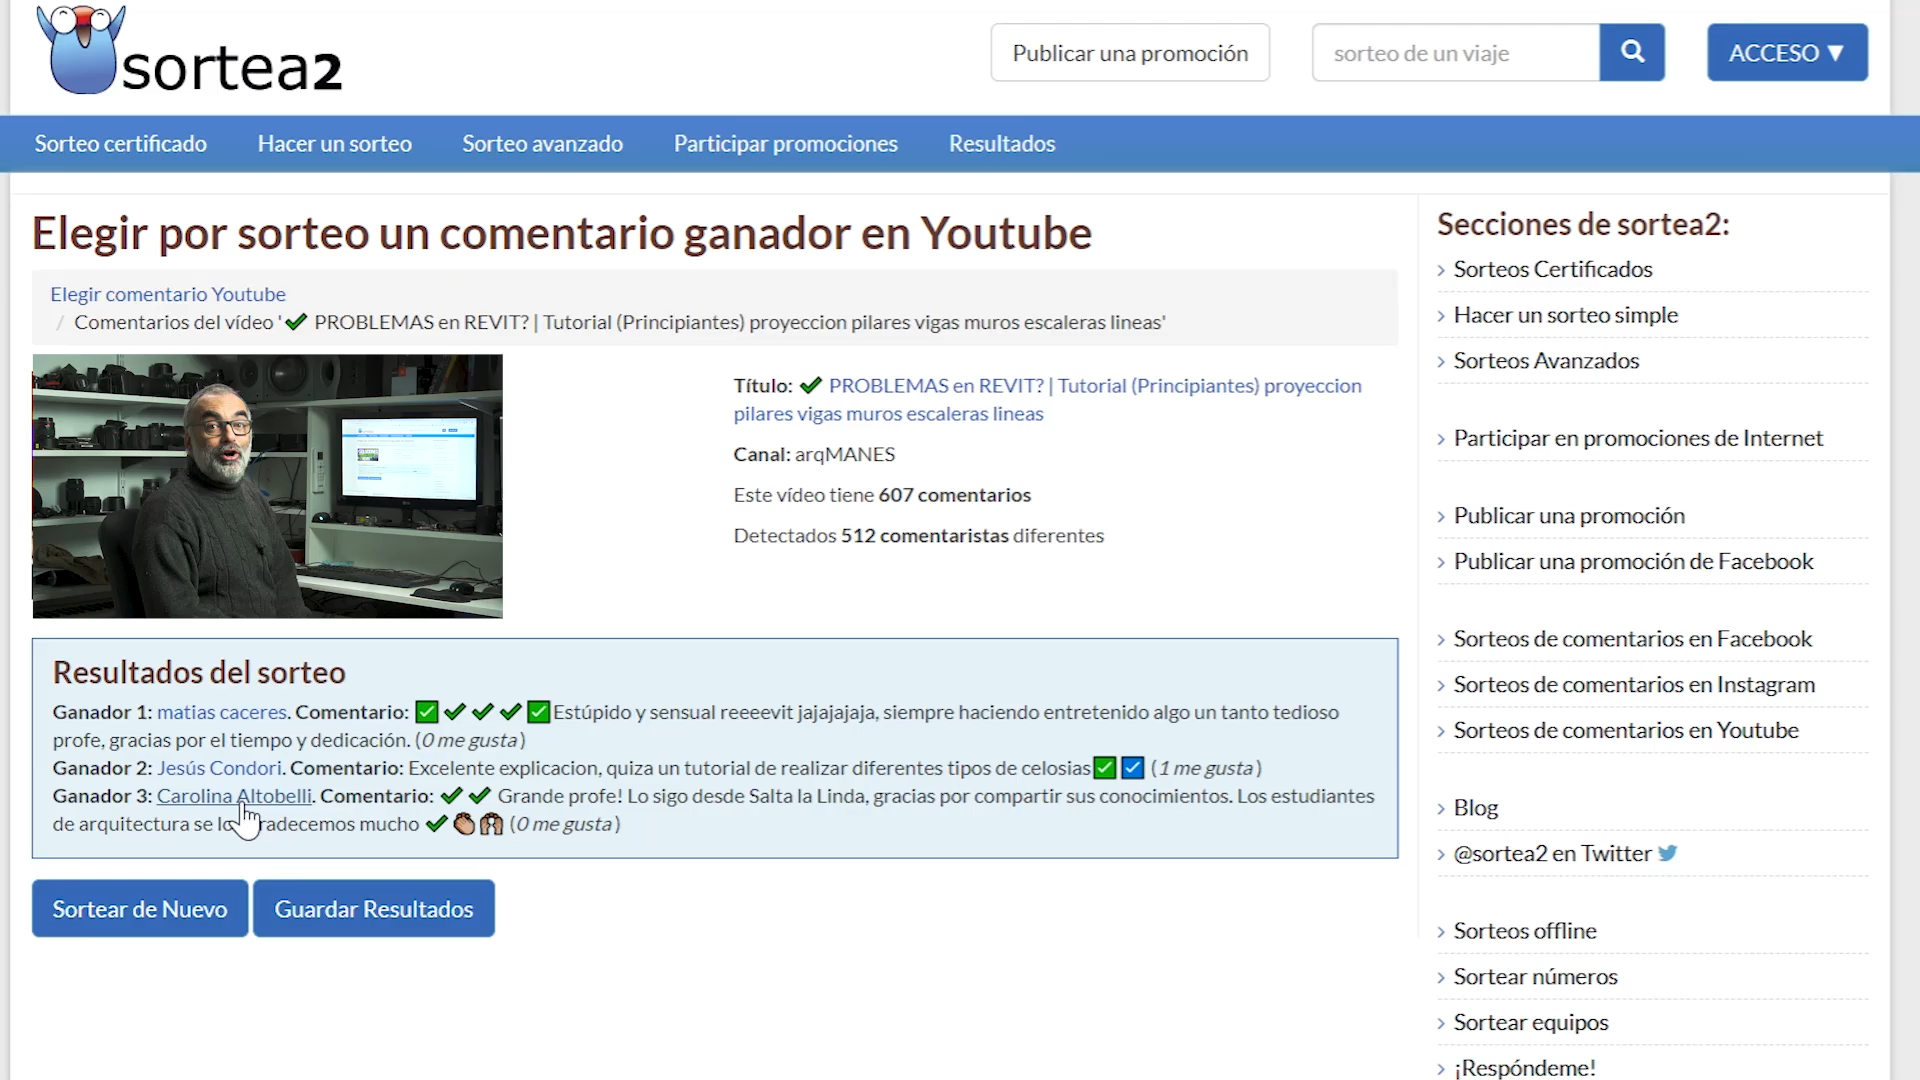 sortea2
Publicar una promoción
sorteo de un viaje
ACCESO ▼
Sorteo certificado
Hacer un sorteo
Sorteo avanzado
Participar promociones
Resultados
Elegir por sorteo un comentario ganador en Youtube
Elegir comentario Youtube
/ Comentarios del vídeo '✔ PROBLEMAS en REVIT? | Tutorial (Principiantes) proyeccion pilares vigas muros escaleras lineas'
Título: ✔ PROBLEMAS en REVIT? | Tutorial (Principiantes) proyeccion
pilares vigas muros escaleras lineas
Canal: arqMANES
Este vídeo tiene 607 comentarios
Detectados 512 comentaristas diferentes
Resultados del sorteo
Ganador 1: matias caceres. Comentario: ✅✔✔✔✅Estúpido y sensual reeeevit jajajajaja, siempre haciendo entretenido algo un tanto tedioso
profe, gracias por el tiempo y dedicación. (0 me gusta)
Ganador 2: Jesús Condori. Comentario: Excelente explicacion, quiza un tutorial de realizar diferentes tipos de celosias✅☑ (1 me gusta)
Ganador 3: Carolina Altobelli. Comentario: ✔✔ Grande profe! Lo sigo desde Salta la Linda, gracias por compartir sus conocimientos. Los estudiantes
de arquitectura se mucho ✔👏🏽🙌🏽 (0 me gusta)
Sortear de Nuevo
Guardar Resultados
Secciones de sortea2:
› Sorteos Certificados
› Hacer un sorteo simple
› Sorteos Avanzados
› Participar en promociones de Internet
› Publicar una promoción
› Publicar una promoción de Facebook
› Sorteos de comentarios en Facebook
› Sorteos de comentarios en Instagram
› Sorteos de comentarios en Youtube
› Blog
› @sortea2 en Twitter
› Sorteos offline
› Sortear números
› Sortear equipos
› ¡Respóndeme!